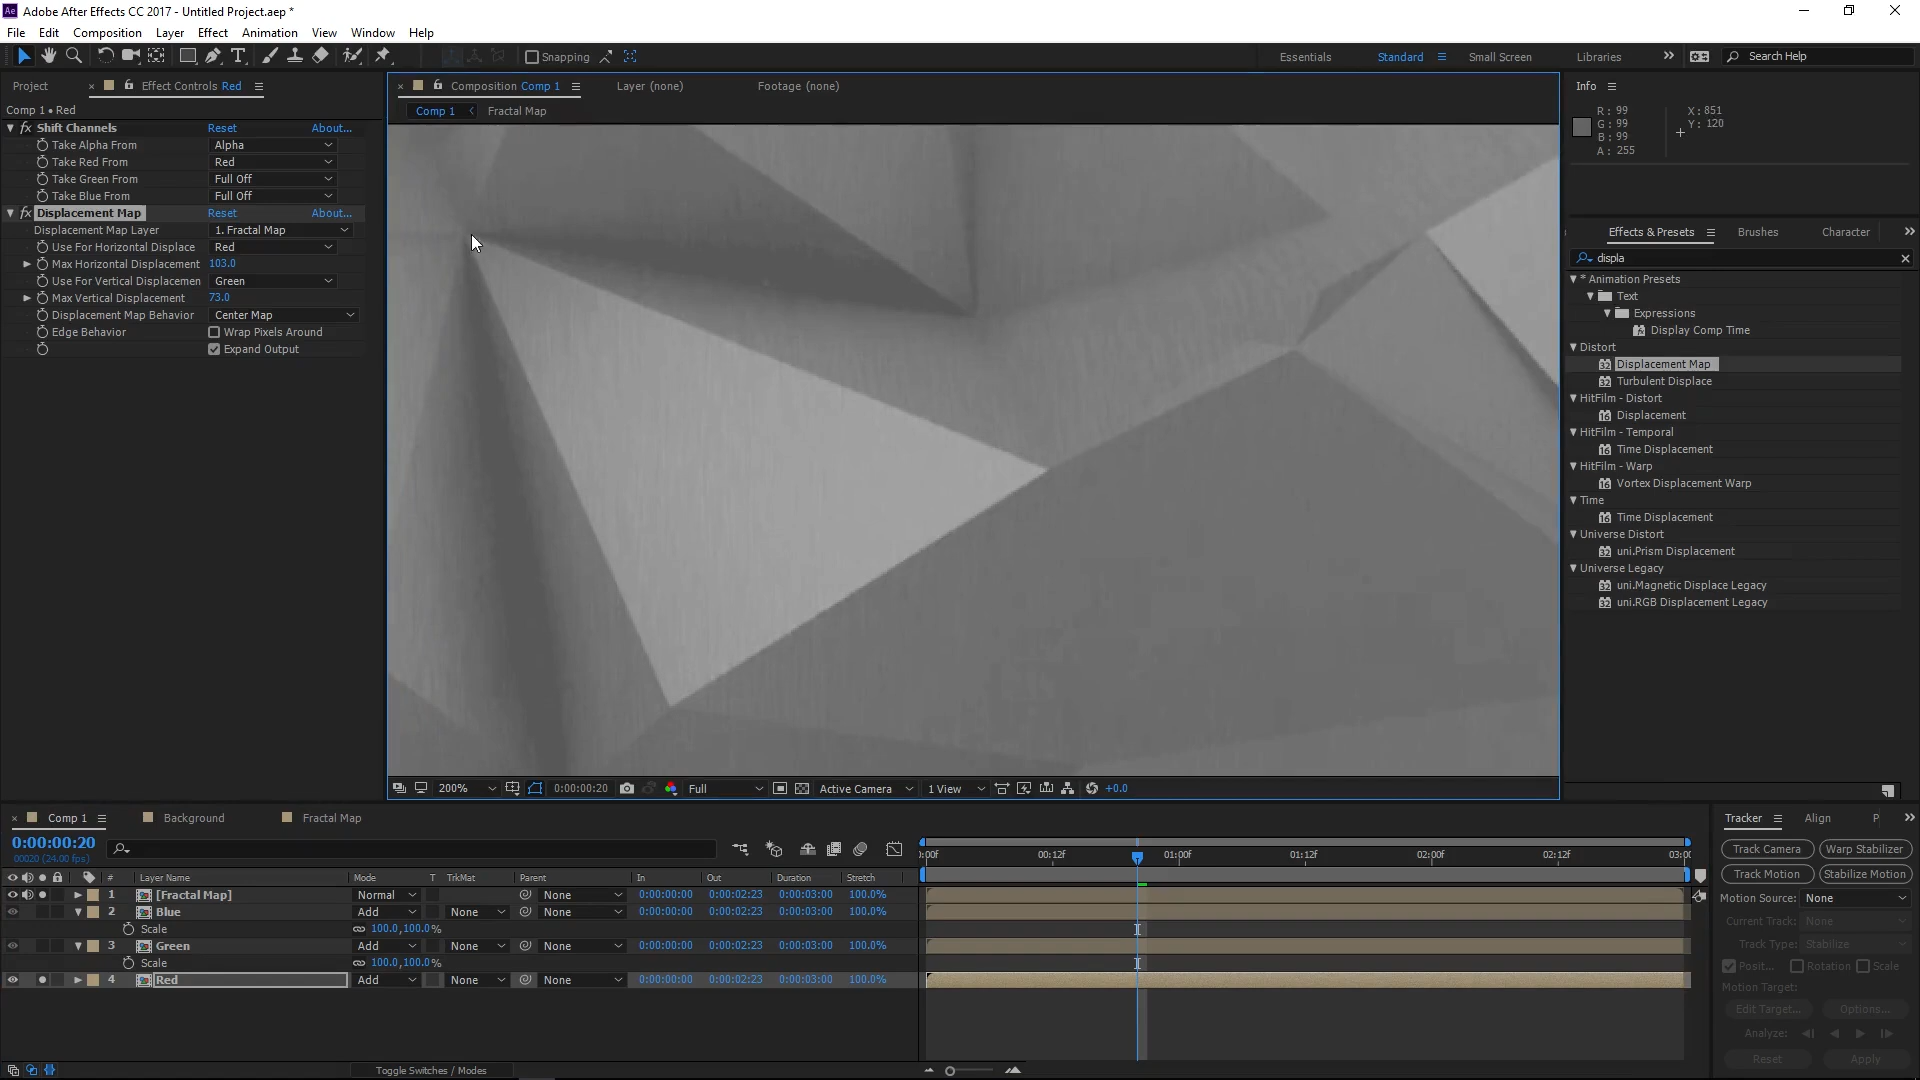 Adobe After Effects CC 2017 - Untitled Project.aep *
File Edit Composition Layer Effect Animation View Window Help
Snapping
Essentials Standard Small Screen Libraries Search Help
Project Effect Controls Red
Comp 1 • Red
fx Shift Channels Reset About...
Take Alpha From Alpha
Take Red From Red
Take Green From Full Off
Take Blue From Full Off
fx Displacement Map Reset About...
Displacement Map Layer 1. Fractal Map
Use For Horizontal Displace Red
Max Horizontal Displacement 103.0
Use For Vertical Displacemen Green
Max Vertical Displacement 73.0
Displacement Map Behavior Center Map
Edge Behavior Wrap Pixels Around
Expand Output
Composition Comp 1 Layer (none) Footage (none)
Comp 1 Fractal Map
200% 0:00:00:20 Full Active Camera 1 View +0.0
Info
R: 99
G: 99
B: 99
A: 255
X: 851
Y: 120
Effects & Presets Brushes Character
displa
* Animation Presets
Text
Expressions
Display Comp Time
Distort
32 Displacement Map
32 Turbulent Displace
HitFilm - Distort
16 Displacement
HitFilm - Temporal
16 Time Displacement
HitFilm - Warp
16 Vortex Displacement Warp
Time
16 Time Displacement
Universe Distort
32 uni.Prism Displacement
Universe Legacy
32 uni.Magnetic Displace Legacy
32 uni.RGB Displacement Legacy
Comp 1 Background Fractal Map
0:00:00:20
00020 (24.00 fps)
# Layer Name Mode T TrkMat Parent In Out Duration Stretch
1 [Fractal Map] Normal None 0:00:00:00 0:00:02:23 0:00:03:00 100.0%
2 Blue Add None None 0:00:00:00 0:00:02:23 0:00:03:00 100.0%
Scale 100.0,100.0%
3 Green Add None None 0:00:00:00 0:00:02:23 0:00:03:00 100.0%
Scale 100.0,100.0%
4 Red Add None None 0:00:00:00 0:00:02:23 0:00:03:00 100.0%
Toggle Switches / Modes
):00f 00:12f 01:00f 01:12f 02:00f 02:12f 03:0(
Tracker Align P
Track Camera Warp Stabilizer
Track Motion Stabilize Motion
Motion Source: None
Current Track: None
Track Type: Stabilize
Posit... Rotation Scale
Motion Target:
Edit Target... Options...
Analyze:
Reset Apply